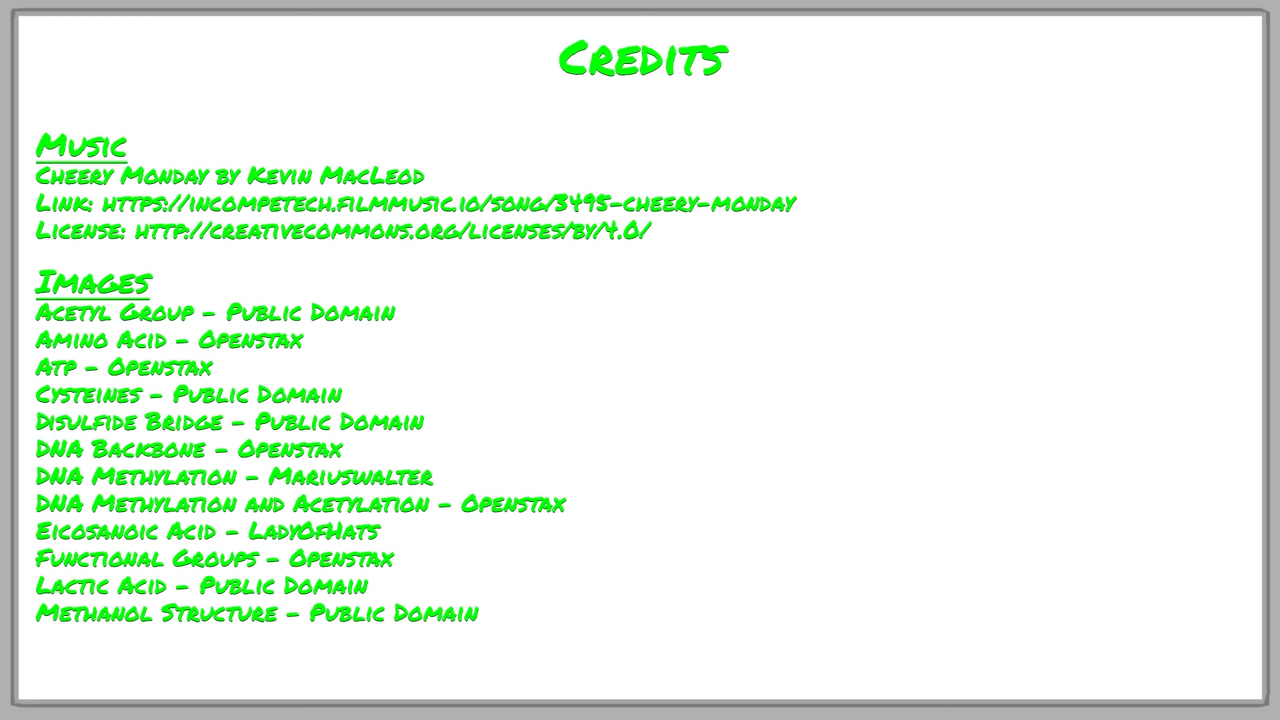 Credits
Music
Cheery Monday by Kevin MacLeod
Link: https://incompetech.filmmusic.io/song/3495-cheery-monday
License: http://creativecommons.org/licenses/by/4.0/
Images
Acetyl Group - Public Domain
Amino Acid - Openstax
Atp - Openstax
Cysteines - Public Domain
Disulfide Bridge - Public Domain
DNA Backbone - Openstax
DNA Methylation - Mariuswalter
DNA Methylation and Acetylation - Openstax
Eicosanoic Acid - LadyOfHats
Functional Groups - Openstax
Lactic Acid - Public Domain
Methanol Structure - Public Domain